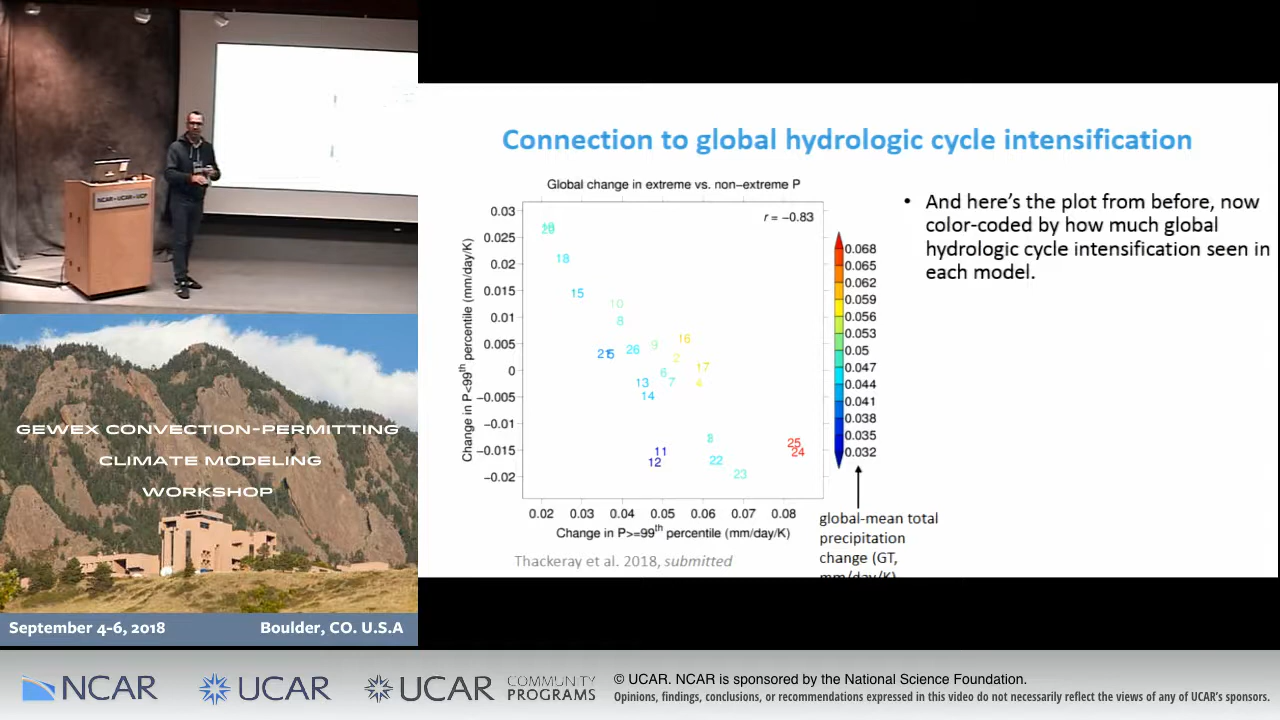 NCAR • UCAR • UCP
GEWEX CONVECTION-PERMITTING
CLIMATE MODELING
WORKSHOP
September 4-6, 2018
Boulder, CO. U.S.A
Connection to global hydrologic cycle intensification
Global change in extreme vs. non-extreme P
r = -0.83
Change in P<99th percentile (mm/day/K)
0.03
0.025
0.02
0.015
0.01
0.005
0
-0.005
-0.01
-0.015
-0.02
18
15
10
8
16
9
26
2
17
6
7
4
13
14
11
12
22
23
25
24
0.02 0.03 0.04 0.05 0.06 0.07 0.08
Change in P>=99th percentile (mm/day/K)
0.068
0.065
0.062
0.059
0.056
0.053
0.05
0.047
0.044
0.041
0.038
0.035
0.032
global-mean total
precipitation
change (GT,
mm/day/K)
Thackeray et al. 2018, submitted
• And here's the plot from before, now
color-coded by how much global
hydrologic cycle intensification seen in
each model.
NCAR
UCAR
UCAR
COMMUNITY
PROGRAMS
© UCAR. NCAR is sponsored by the National Science Foundation.
Opinions, findings, conclusions, or recommendations expressed in this video do not necessarily reflect the views of any of UCAR's sponsors.